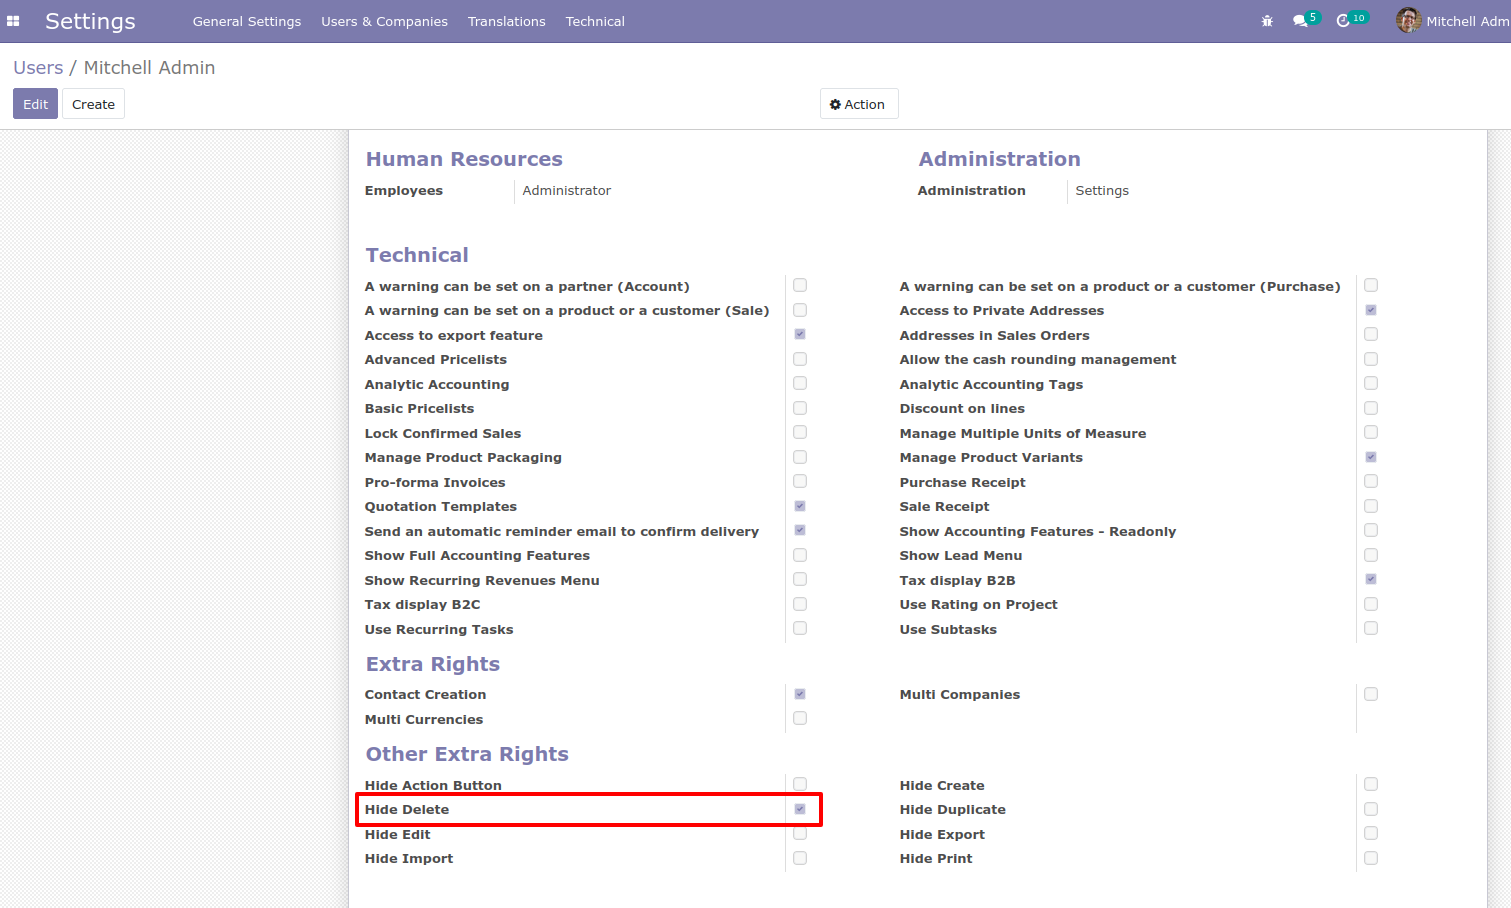 Settings General Settings Users & Companies Translations Technical 5 10 Mitchell Adm
Users / Mitchell Admin
Edit Create Action
Human Resources Administration
Employees Administrator Administration Settings
Technical
A warning can be set on a partner (Account) A warning can be set on a product or a customer (Purchase)
A warning can be set on a product or a customer (Sale) Access to Private Addresses
Access to export feature Addresses in Sales Orders
Advanced Pricelists Allow the cash rounding management
Analytic Accounting Analytic Accounting Tags
Basic Pricelists Discount on lines
Lock Confirmed Sales Manage Multiple Units of Measure
Manage Product Packaging Manage Product Variants
Pro-forma Invoices Purchase Receipt
Quotation Templates Sale Receipt
Send an automatic reminder email to confirm delivery Show Accounting Features - Readonly
Show Full Accounting Features Show Lead Menu
Show Recurring Revenues Menu Tax display B2B
Tax display B2C Use Rating on Project
Use Recurring Tasks Use Subtasks
Extra Rights
Contact Creation Multi Companies
Multi Currencies
Other Extra Rights
Hide Action Button Hide Create
Hide Delete Hide Duplicate
Hide Edit Hide Export
Hide Import Hide Print